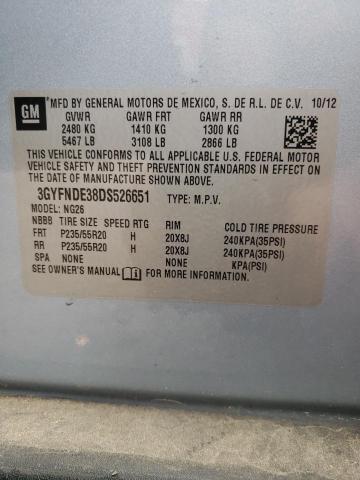 GM
MFD BY GENERAL MOTORS DE MEXICO, S. DE R.L. DE C.V. 10/12
GVWR GAWR FRT GAWR RR
2480 KG 1410 KG 1300 KG
5467 LB 3108 LB 2866 LB
THIS VEHICLE CONFORMS TO ALL APPLICABLE U.S. FEDERAL MOTOR
VEHICLE SAFETY AND THEFT PREVENTION STANDARDS IN EFFECT ON
THE DATE OF MANUFACTURE SHOWN ABOVE.
3GYFNDE38DS526651 TYPE: M.P.V.
MODEL: NG26
NBBB TIRE SIZE SPEED RTG RIM COLD TIRE PRESSURE
FRT P235/55R20 H 20X8J 240KPA(35PSI)
RR P235/55R20 H 20X8J 240KPA(35PSI)
SPA NONE NONE KPA(PSI)
SEE OWNER'S MANUAL FOR MORE INFORMATION.